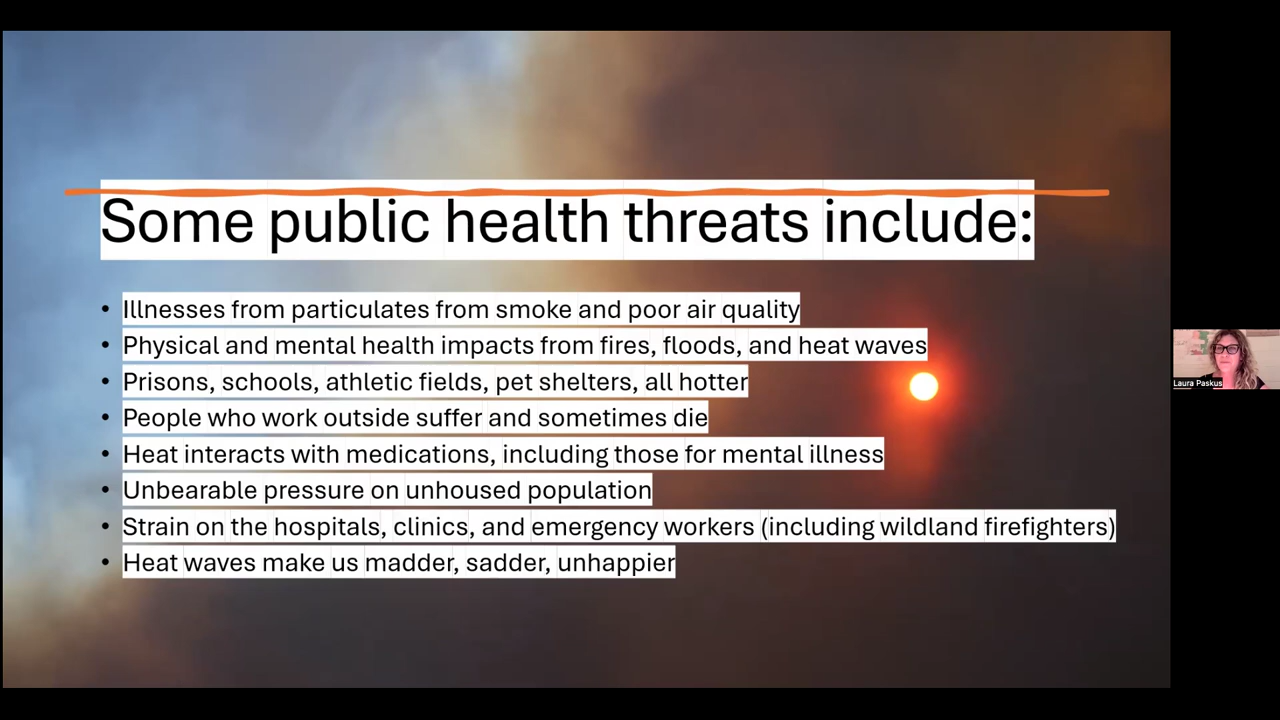 Some public health threats include:
• Illnesses from particulates from smoke and poor air quality
• Physical and mental health impacts from fires, floods, and heat waves
• Prisons, schools, athletic fields, pet shelters, all hotter
• People who work outside suffer and sometimes die
• Heat interacts with medications, including those for mental illness
• Unbearable pressure on unhoused population
• Strain on the hospitals, clinics, and emergency workers (including wildland firefighters)
• Heat waves make us madder, sadder, unhappier
Laura Paskus